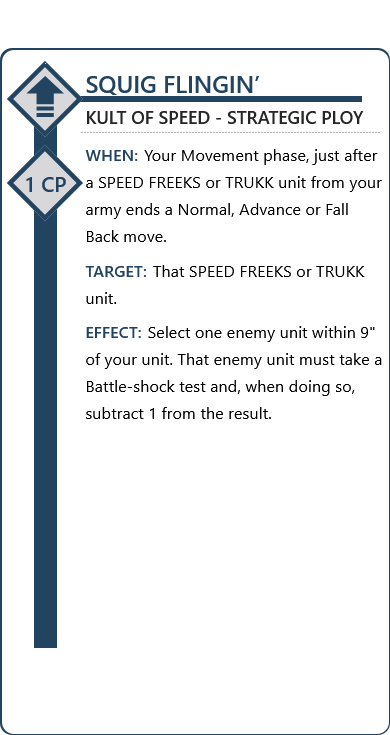 SQUIG FLINGIN’
KULT OF SPEED - STRATEGIC PLOY
1 CP
WHEN: Your Movement phase, just after
a SPEED FREEKS or TRUKK unit from your
army ends a Normal, Advance or Fall
Back move.
TARGET: That SPEED FREEKS or TRUKK
unit.
EFFECT: Select one enemy unit within 9"
of your unit. That enemy unit must take a
Battle-shock test and, when doing so,
subtract 1 from the result.